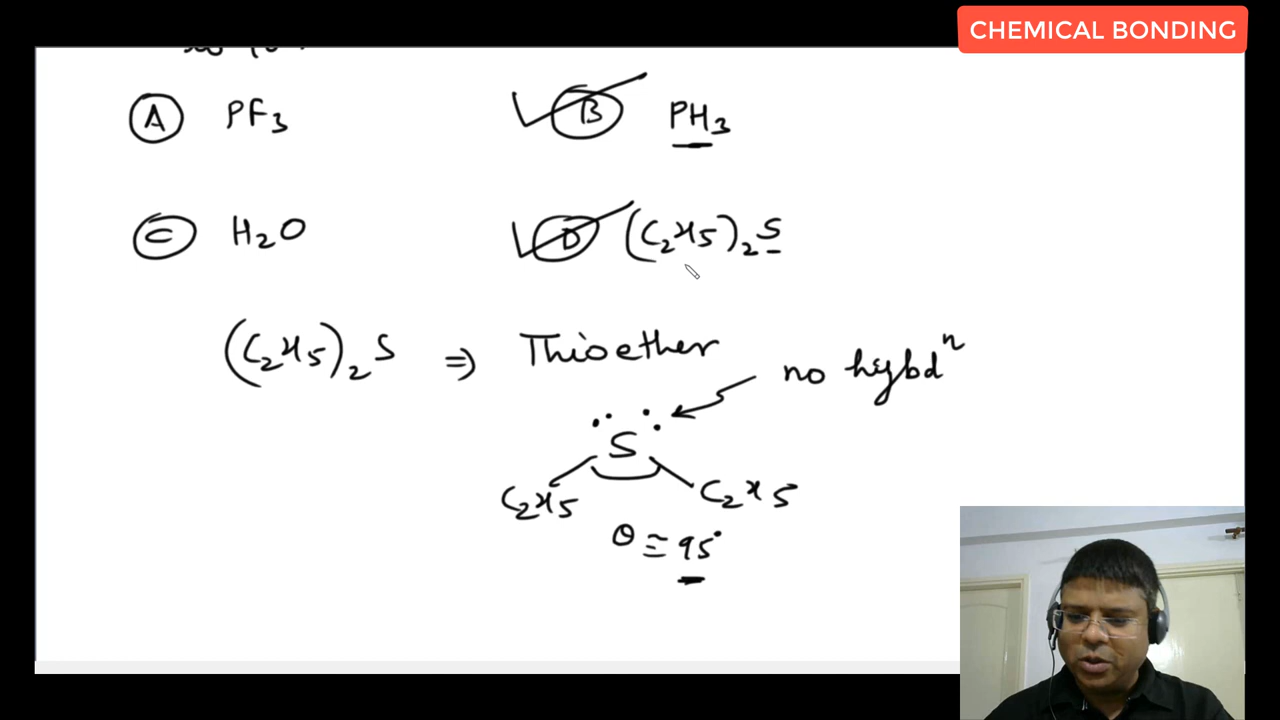 CHEMICAL BONDING
A PF3 B PH3
C H2O D (C2H5)2S
(C2H5)2S ⇒ Thioether
no hybdn
S
C2H5 C2H5
θ ≅ 95°